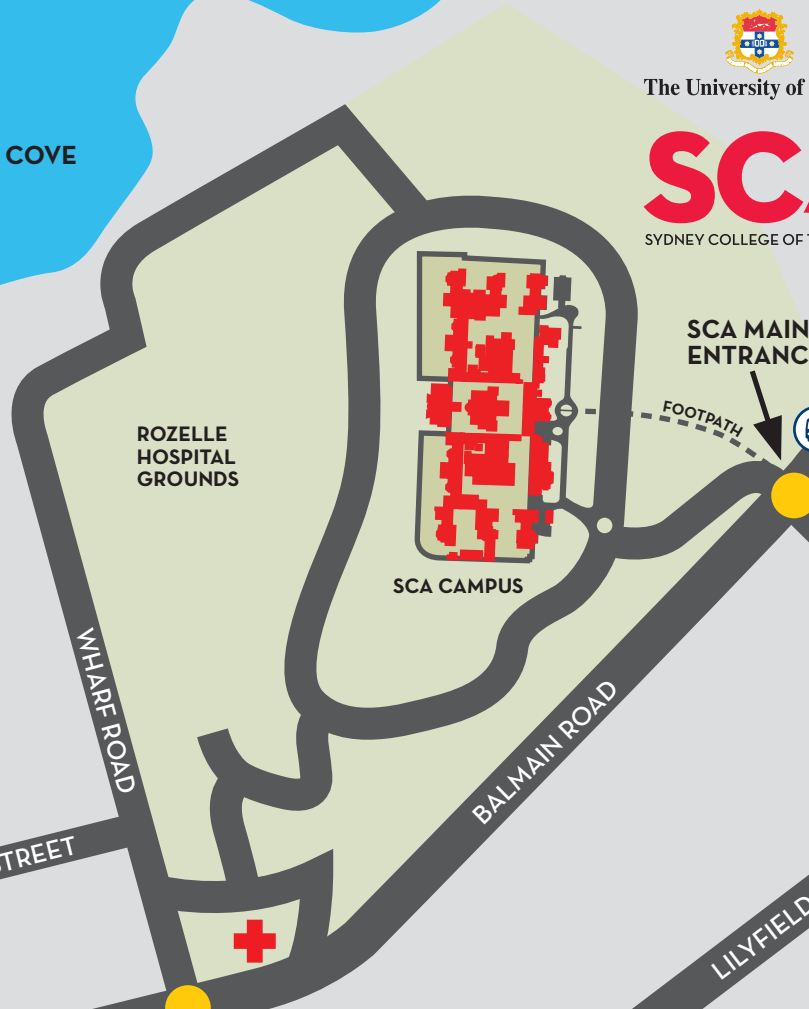 The University of
COVE
SC
SYDNEY COLLEGE OF T
SCA MAIN
ENTRANC
FOOTPATH
ROZELLE
HOSPITAL
GROUNDS
SCA CAMPUS
WHARF ROAD
BALMAIN ROAD
STREET
LILYFIELD